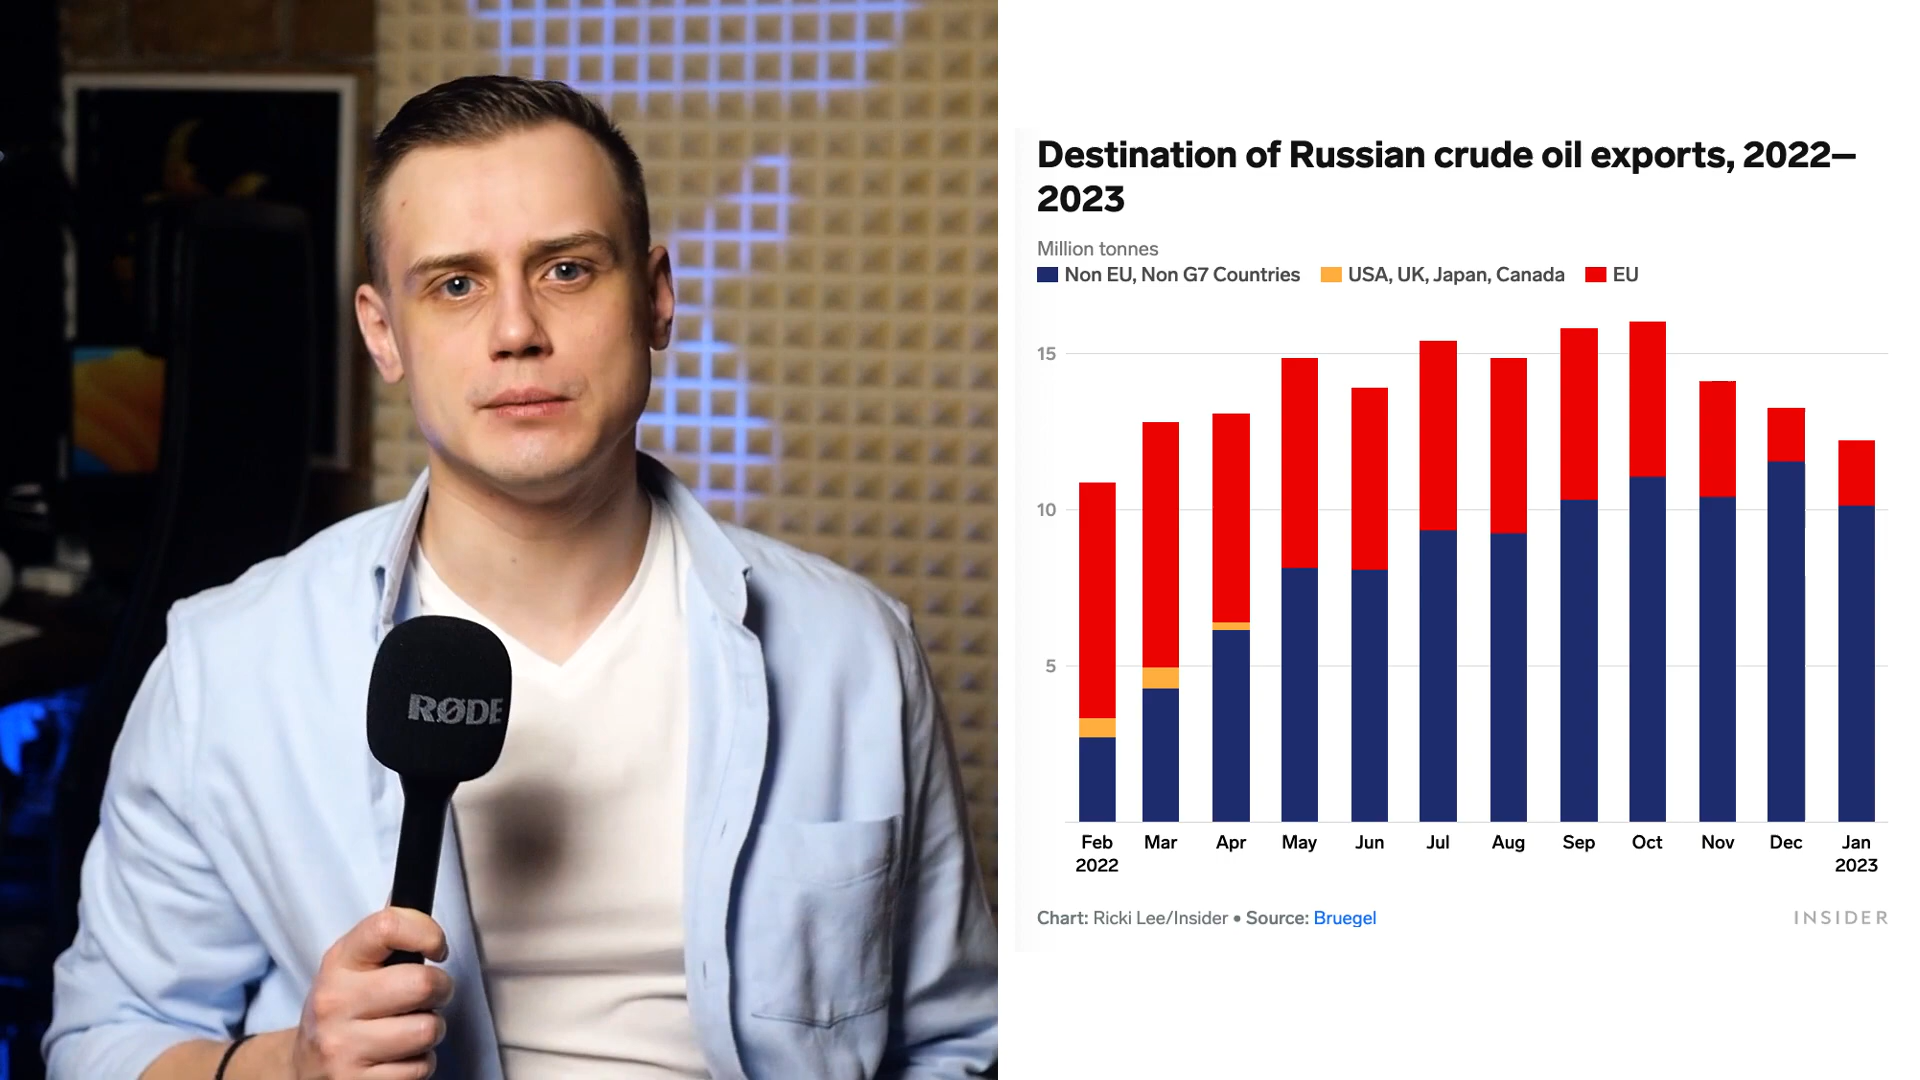 RØDE
Destination of Russian crude oil exports, 2022–
2023
Million tonnes
Non EU, Non G7 Countries USA, UK, Japan, Canada EU
15
10
5
Feb Mar Apr May Jun Jul Aug Sep Oct Nov Dec Jan
2022 2023
Chart: Ricki Lee/Insider • Source: Bruegel INSIDER